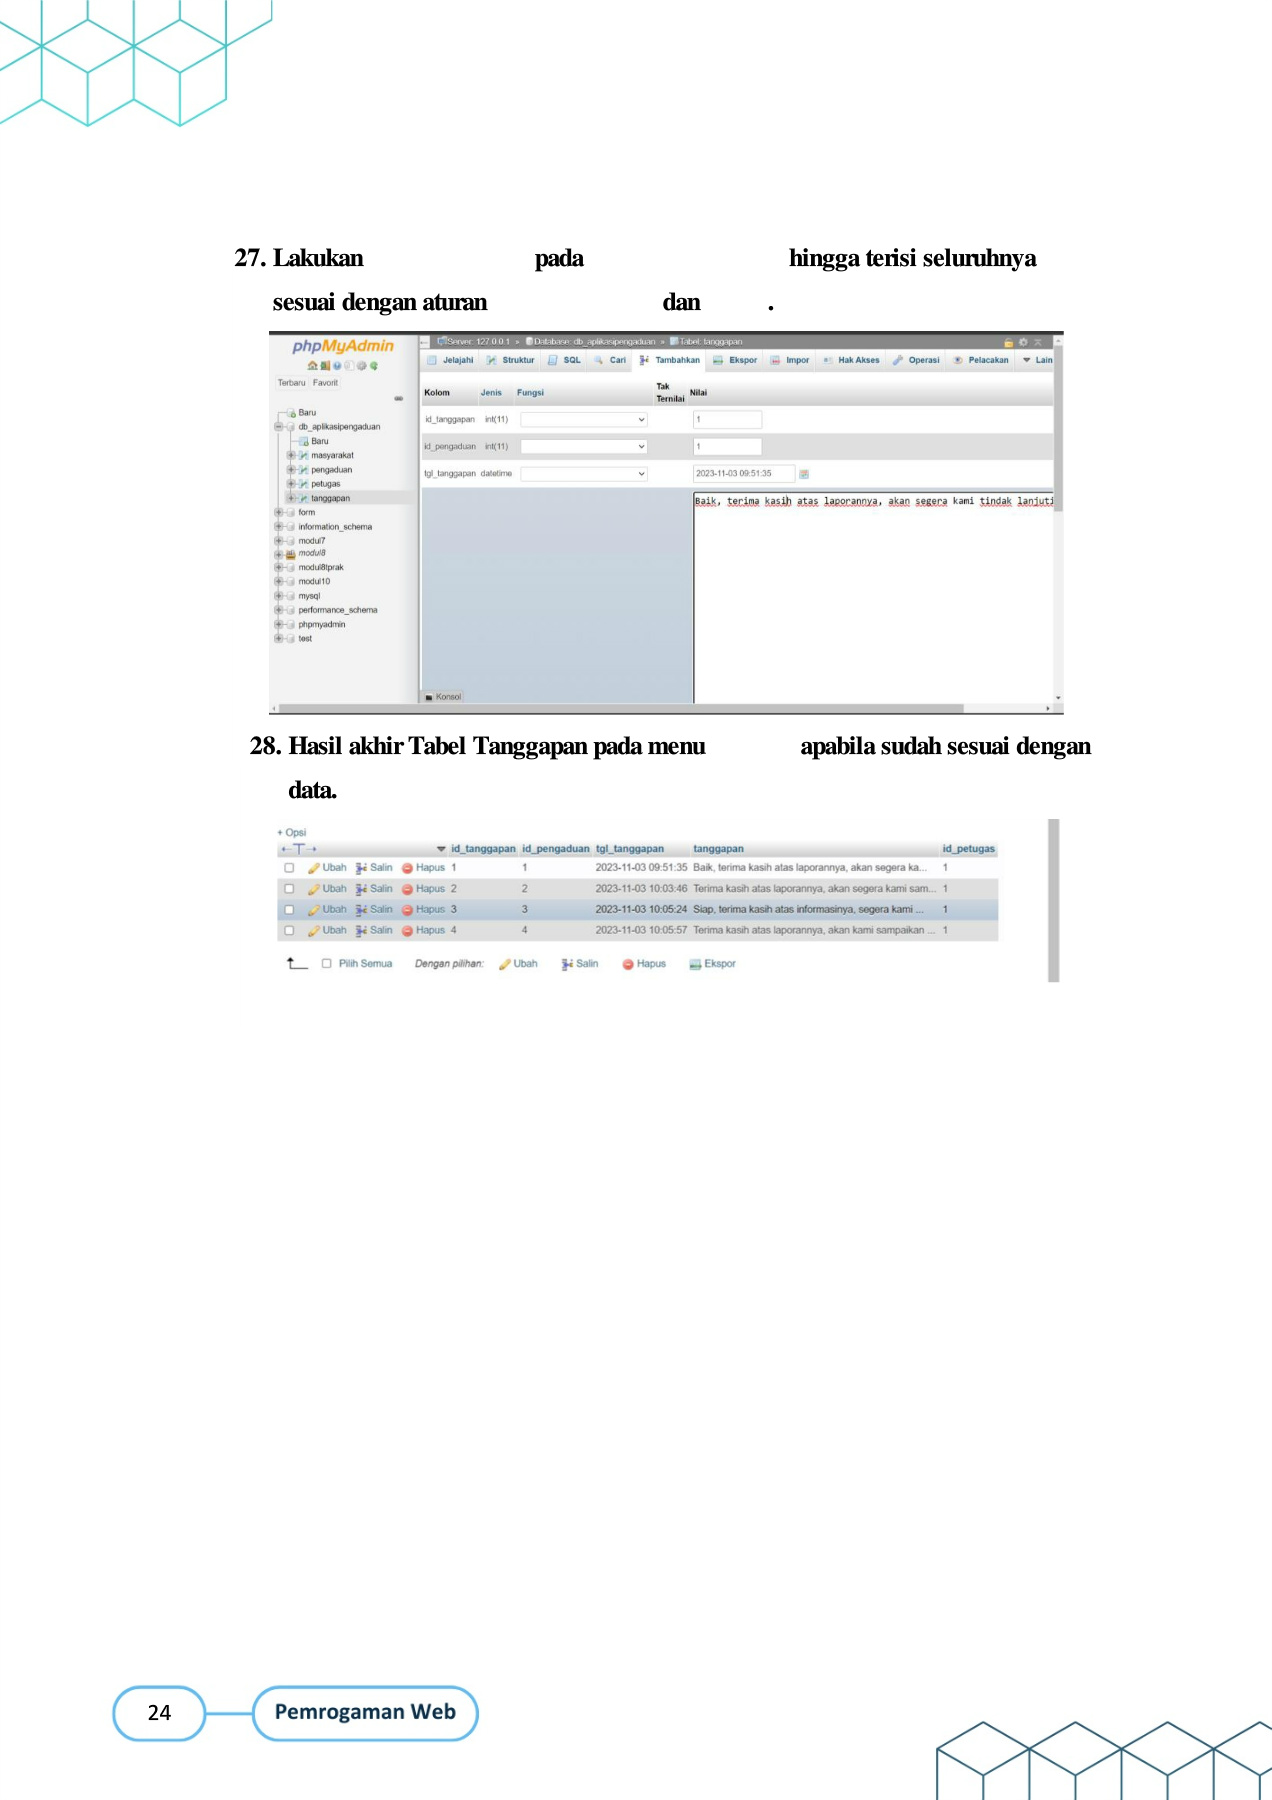 27. Lakukan pada hingga terisi seluruhnya
sesuai dengan aturan dan .
phpMyAdmin
Terbaru Favorit
Baru
db_aplikasipengaduan
Baru
masyarakat
pengaduan
petugas
tanggapan
form
information_schema
modul7
modul8
modul8tprak
modul10
mysql
performance_schema
phpmyadmin
test
Server: 127.0.0.1 » Database: db_aplikasipengaduan » Tabel: tanggapan
Jelajahi Struktur SQL Cari Tambahkan Ekspor Impor Hak Akses Operasi Pelacakan Lain
Kolom Jenis Fungsi Tak Ternilai Nilai
id_tanggapan int(11) 1
id_pengaduan int(11) 1
tgl_tanggapan datetime 2023-11-03 09:51:35
Baik, terima kasih atas laporannya, akan segera kami tindak lanjuti
Konsol
28. Hasil akhir Tabel Tanggapan pada menu apabila sudah sesuai dengan
data.
+ Opsi
←T→ id_tanggapan id_pengaduan tgl_tanggapan tanggapan id_petugas
Ubah Salin Hapus 1 1 2023-11-03 09:51:35 Baik, terima kasih atas laporannya, akan segera ka... 1
Ubah Salin Hapus 2 2 2023-11-03 10:03:46 Terima kasih atas laporannya, akan segera kami sam... 1
Ubah Salin Hapus 3 3 2023-11-03 10:05:24 Siap, terima kasih atas informasinya, segera kami ... 1
Ubah Salin Hapus 4 4 2023-11-03 10:05:57 Terima kasih atas laporannya, akan kami sampaikan ... 1
Pilih Semua Dengan pilihan: Ubah Salin Hapus Ekspor
24 Pemrogaman Web